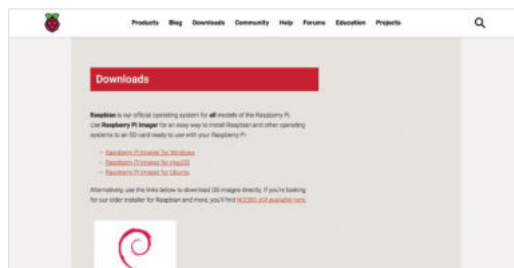 Products Blog Downloads Community Help Forums Education Projects
Downloads
Raspbian is our official operating system for all models of the Raspberry Pi.
Use Raspberry Pi Imager for an easy way to install Raspbian and other operating
systems to an SD card ready to use with your Raspberry Pi:
Raspberry Pi Imager for Windows
Raspberry Pi Imager for macOS
Raspberry Pi Imager for Ubuntu
Alternatively, use the links below to download OS images directly. If you're looking
for our older installer for Raspbian and more, you'll find NOOBS still available here.